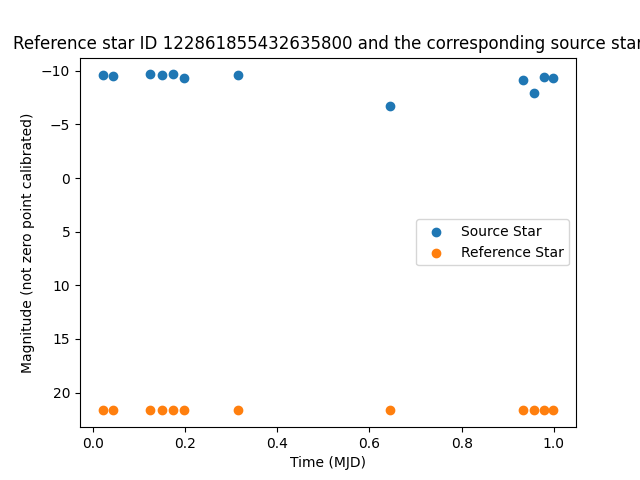 Reference star ID 122861855432635800 and the corresponding source star
Magnitude (not zero point calibrated)
−10
−5
0
5
10
15
20
Source Star
Reference Star
0.0 0.2 0.4 0.6 0.8 1.0
Time (MJD)